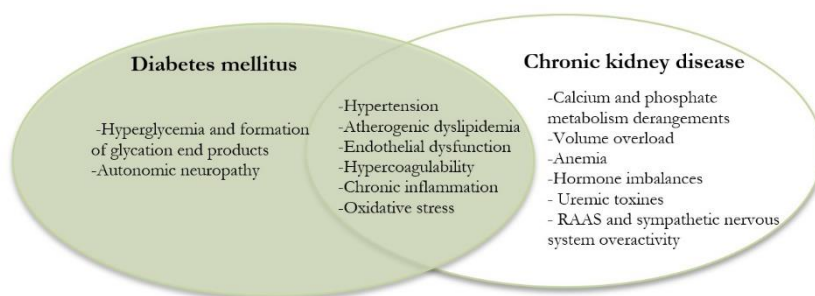 Diabetes mellitus
-Hyperglycemia and formation
of glycation end products
-Autonomic neuropathy
-Hypertension
-Atherogenic dyslipidemia
-Endothelial dysfunction
-Hypercoagulability
-Chronic inflammation
-Oxidative stress
Chronic kidney disease
-Calcium and phosphate
metabolism derangements
-Volume overload
-Anemia
-Hormone imbalances
- Uremic toxines
- RAAS and sympathetic nervous
system overactivity